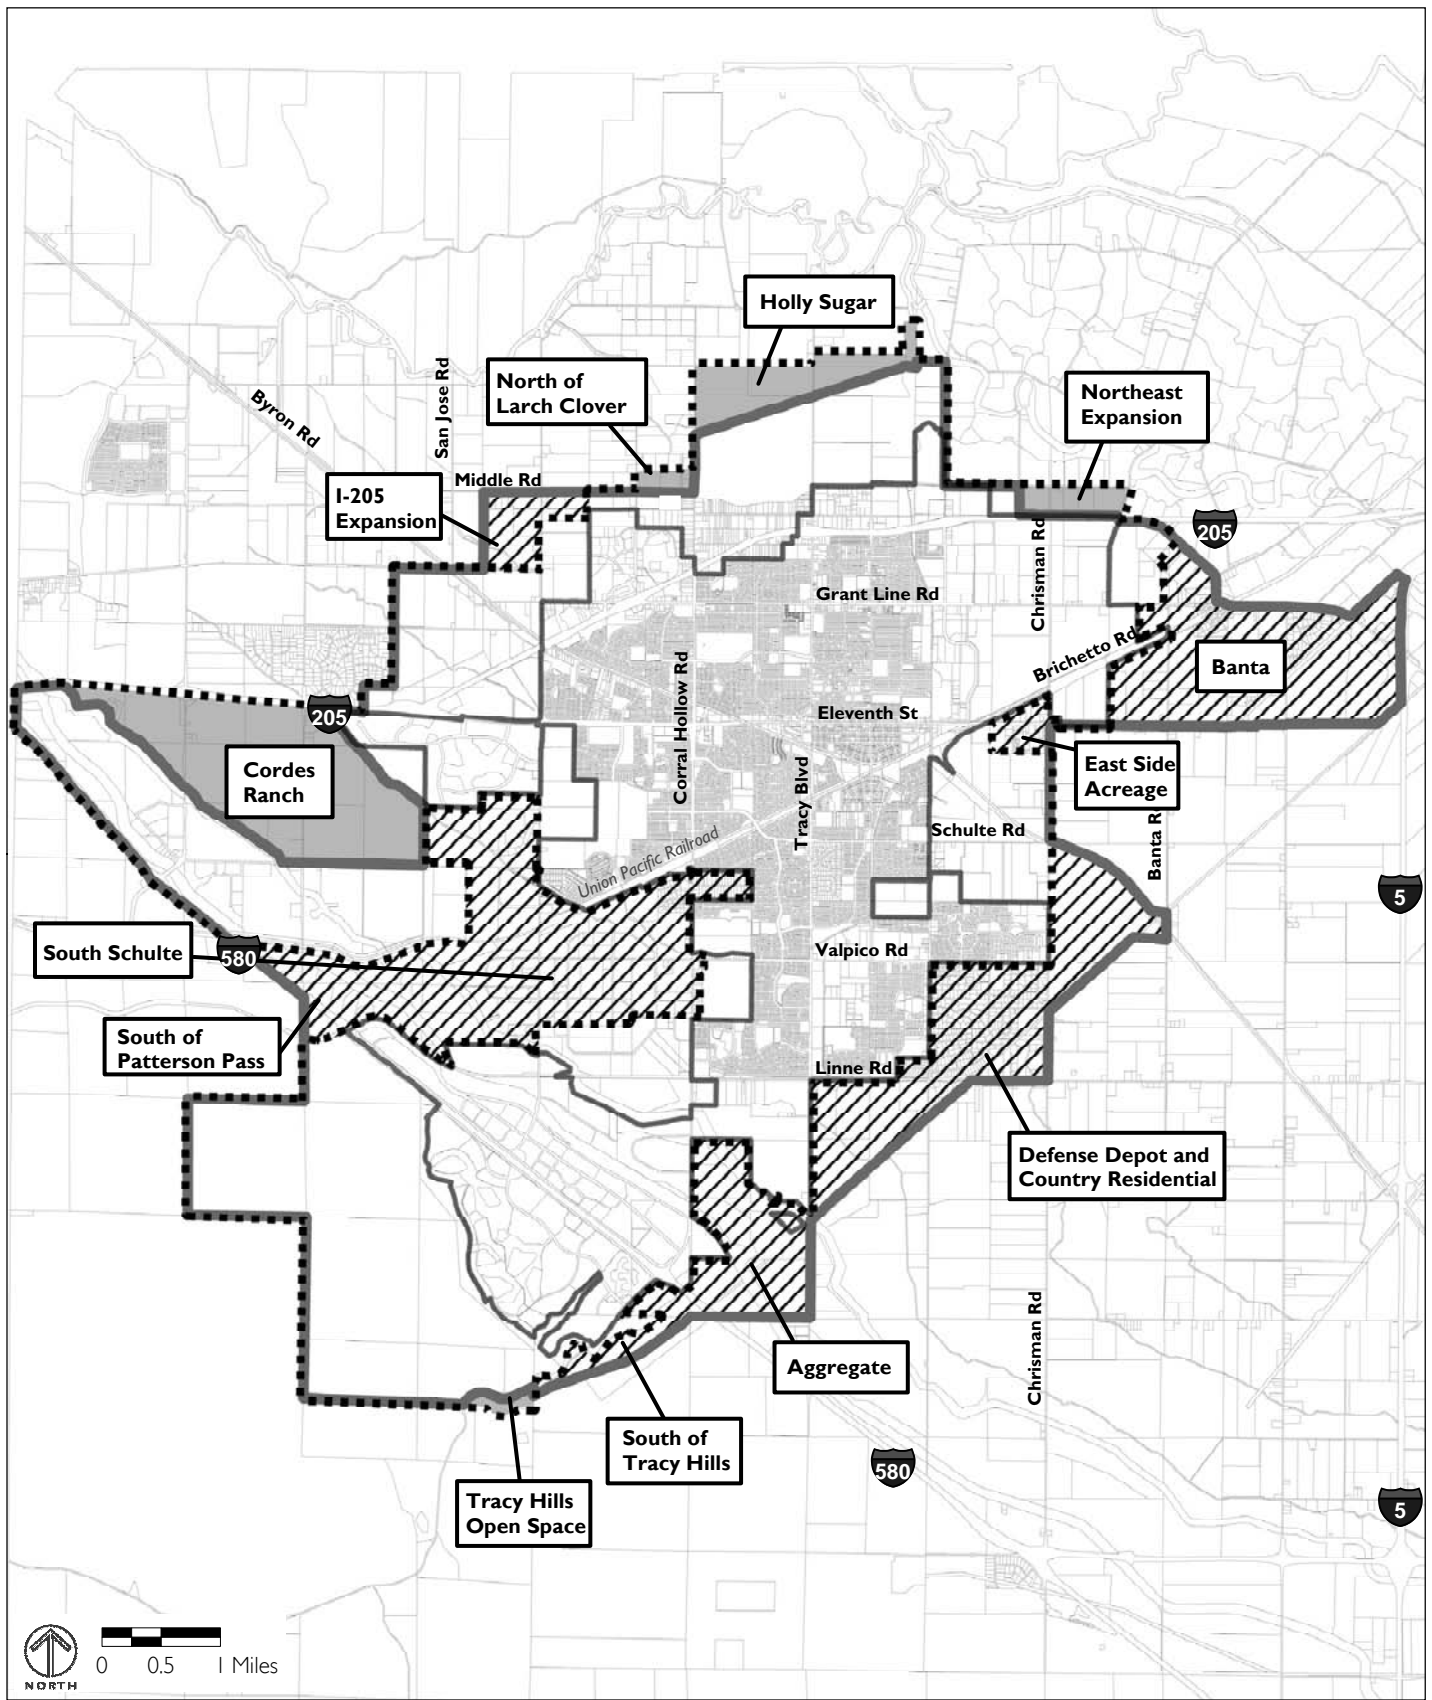 Holly Sugar
North of
Larch Clover
Northeast
Expansion
San Jose Rd
Byron Rd
Middle Rd
I-205
Expansion
205
Chrisman Rd
Grant Line Rd
Brichetto Rd
Banta
Corral Hollow Rd
205
Eleventh St
Cordes
Ranch
East Side
Acreage
Tracy Blvd
Schulte Rd
Banta R
Union Pacific Railroad
5
South Schulte
580
Valpico Rd
South of
Patterson Pass
Linne Rd
Defense Depot and
Country Residential
Chrisman Rd
Aggregate
South of
Tracy Hills
580
Tracy Hills
Open Space
5
NORTH
0 0.5 1 Miles